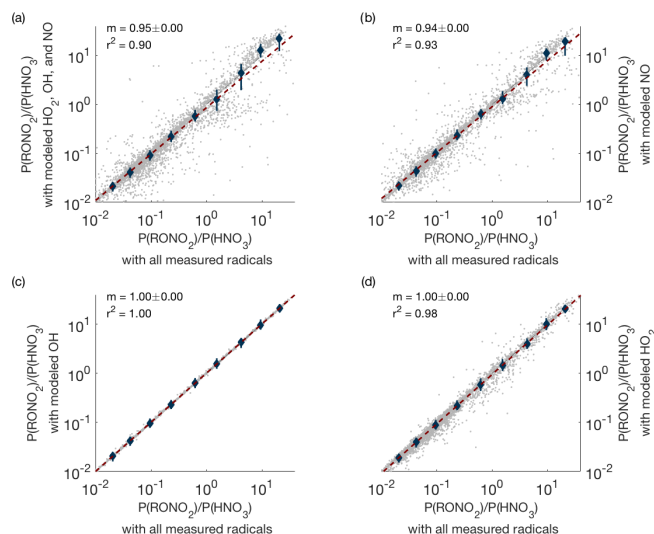 (a)
m = 0.95±0.00
r² = 0.90
P(RONO₂)/P(HNO₃)
with modeled HO₂, OH, and NO
10¹
10⁰
10⁻¹
10⁻²
10⁻² 10⁻¹ 10⁰ 10¹
P(RONO₂)/P(HNO₃)
with all measured radicals
(b)
m = 0.94±0.00
r² = 0.93
10¹
10⁰
10⁻¹
10⁻²
P(RONO₂)/P(HNO₃)
with modeled NO
10⁻² 10⁻¹ 10⁰ 10¹
P(RONO₂)/P(HNO₃)
with all measured radicals
(c)
m = 1.00±0.00
r² = 1.00
P(RONO₂)/P(HNO₃)
with modeled OH
10¹
10⁰
10⁻¹
10⁻²
10⁻² 10⁻¹ 10⁰ 10¹
P(RONO₂)/P(HNO₃)
with all measured radicals
(d)
m = 1.00±0.00
r² = 0.98
10¹
10⁰
10⁻¹
10⁻²
P(RONO₂)/P(HNO₃)
with modeled HO₂
10⁻² 10⁻¹ 10⁰ 10¹
P(RONO₂)/P(HNO₃)
with all measured radicals